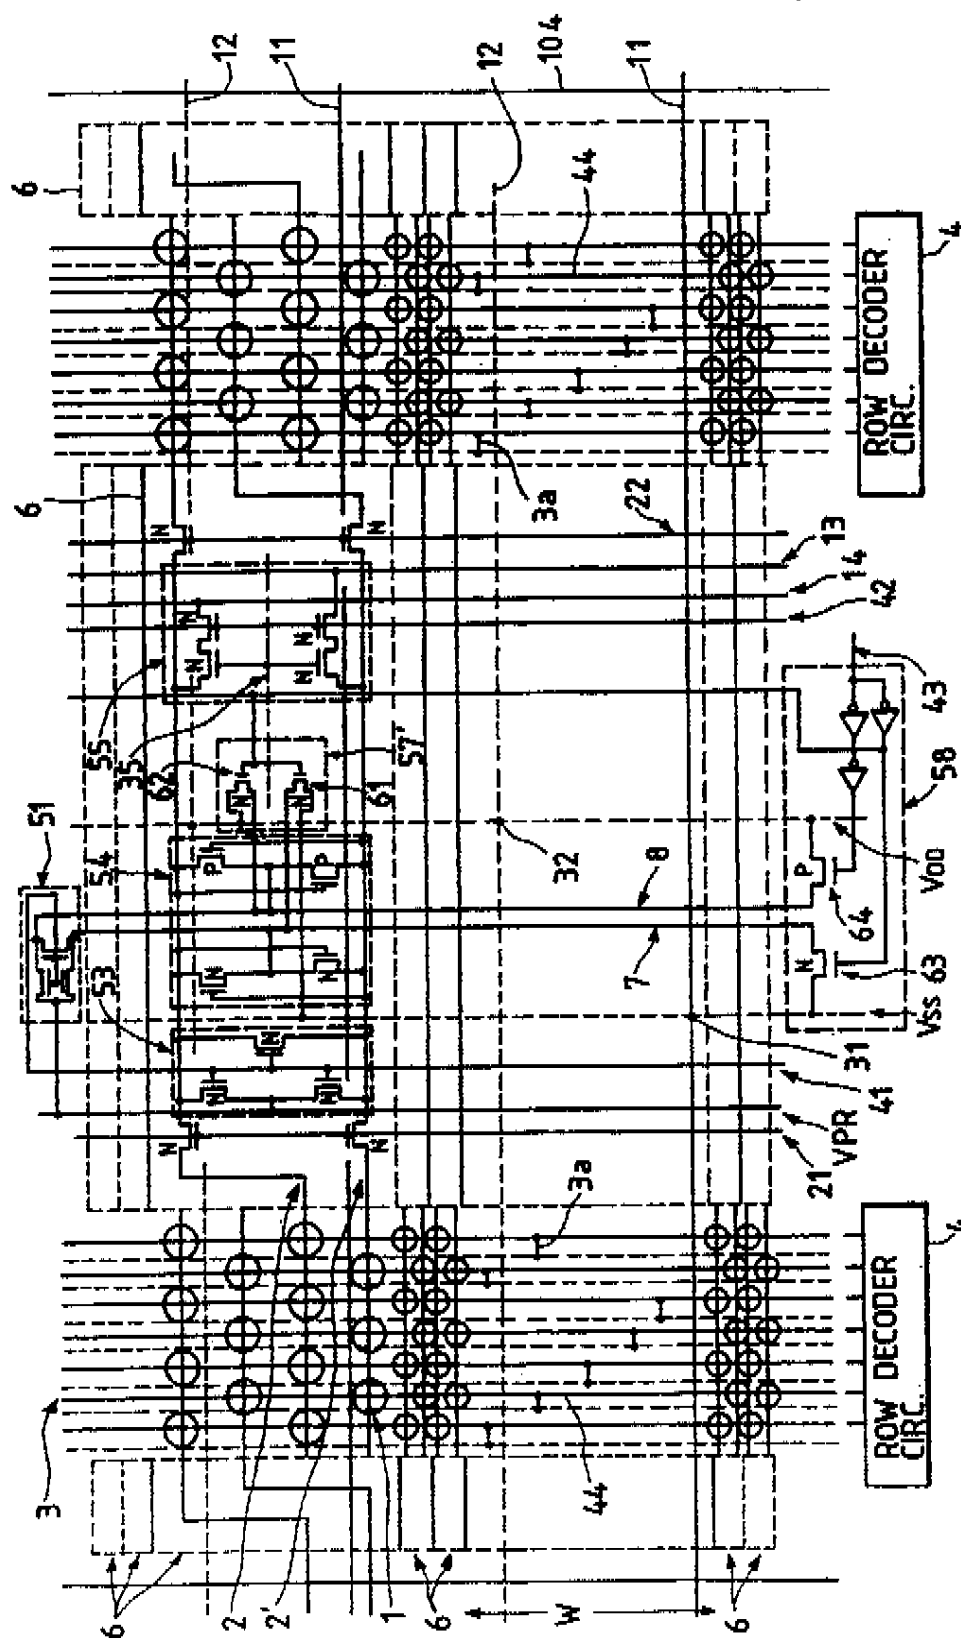 12
11
12
11
104
6
44
4
ROW DECODER
CIRC.
6
3a
22
13
14
42
N
N
55
35
N
N
N
N
57'
62
61
N
N
43
58
51
54
P
P
32
8
VDD
P
64
7
N
63
VSS
53
N
N
N
N
N
31
41
VPR
21
N
N
3a
3
2
2'
1
44
ROW DECODER
CIRC.
4
6
6
W
6